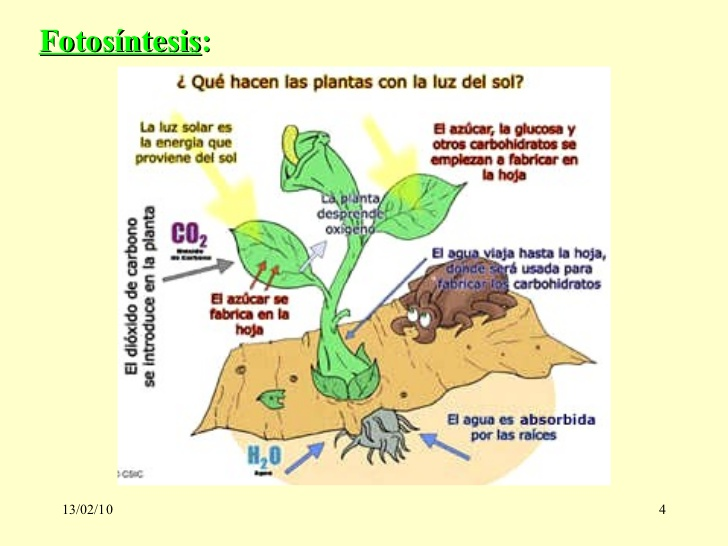 Fotosíntesis:
¿ Qué hacen las plantas con la luz del sol?
La luz solar es
la energia que
proviene del sol
El azúcar, la glucosa y
otros carbohidratos se
empiezan a fabricar en
la hoja
La planta
desprende
oxigeno
El dióxido de carbono
se introduce en la planta
CO2
El agua viaja hasta la hoja,
donde será usada para
fabricar los carbohidratos
El azúcar se
fabrica en la
hoja
El agua es absorbida
por las raíces
H2O
Agua
© CSIC
13/02/10
4